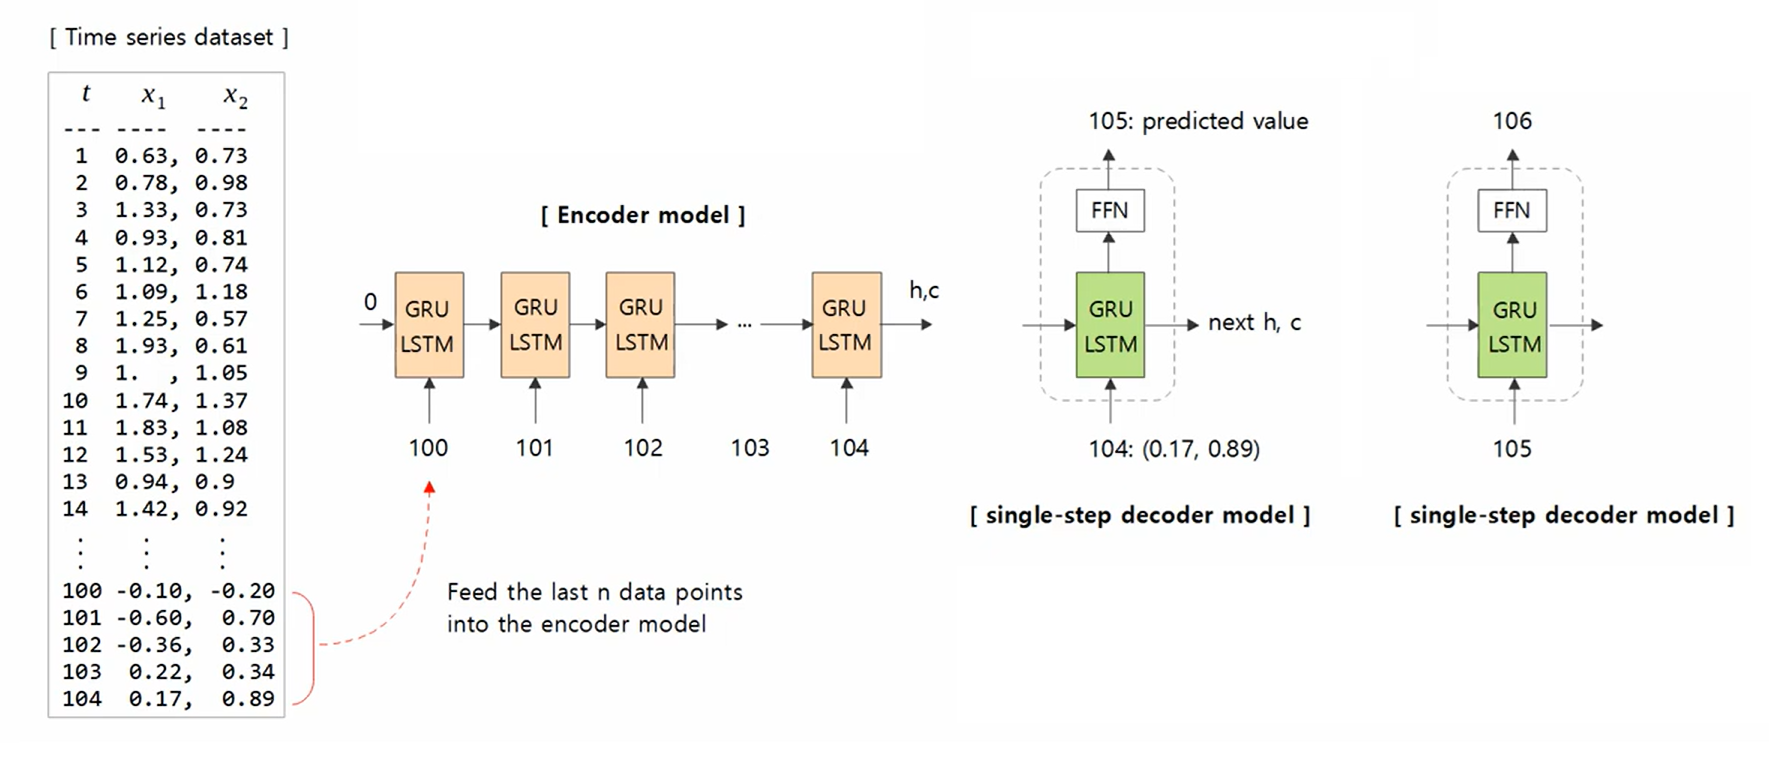 [ Time series dataset ]
t x₁ x₂
--- ---- ----
1 0.63, 0.73
2 0.78, 0.98
3 1.33, 0.73
4 0.93, 0.81
5 1.12, 0.74
6 1.09, 1.18
7 1.25, 0.57
8 1.93, 0.61
9 1. , 1.05
10 1.74, 1.37
11 1.83, 1.08
12 1.53, 1.24
13 0.94, 0.9
14 1.42, 0.92
⋮ ⋮ ⋮
100 -0.10, -0.20
101 -0.60, 0.70
102 -0.36, 0.33
103 0.22, 0.34
104 0.17, 0.89
[ Encoder model ]
0
GRU
LSTM
GRU
LSTM
GRU
LSTM
...
GRU
LSTM
h,c
100 101 102 103 104
Feed the last n data points
into the encoder model
105: predicted value
FFN
GRU
LSTM
next h, c
104: (0.17, 0.89)
[ single-step decoder model ]
106
FFN
GRU
LSTM
105
[ single-step decoder model ]